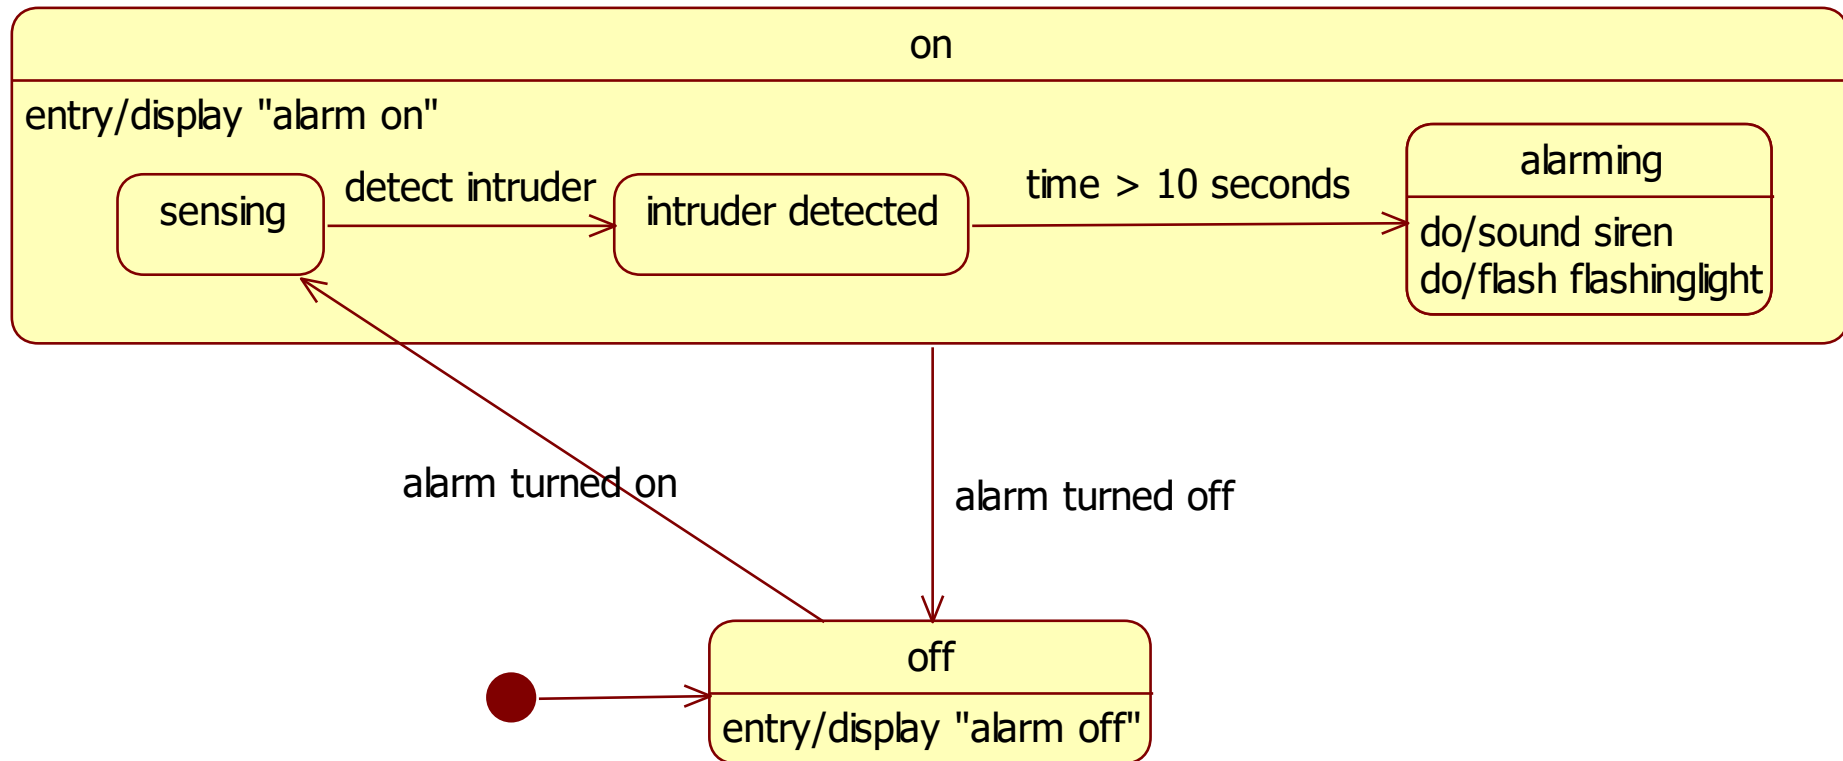 on
entry/display "alarm on"
sensing
detect intruder
intruder detected
time > 10 seconds
alarming
do/sound siren
do/flash flashinglight
alarm turned on
alarm turned off
off
entry/display "alarm off"